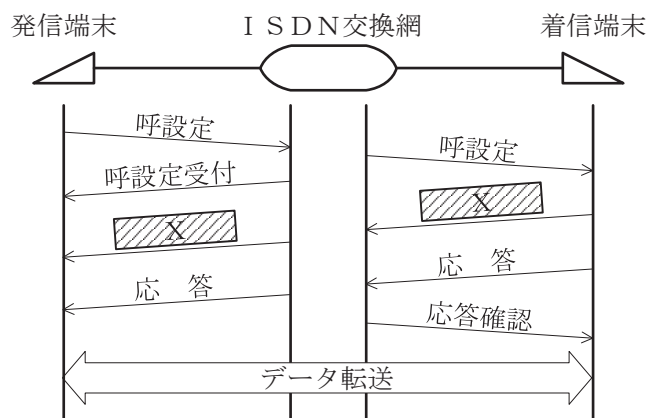 発信端末
ＩＳＤＮ交換網
着信端末
呼設定
呼設定
呼設定受付
X
X
応　答
応　答
応答確認
データ転送